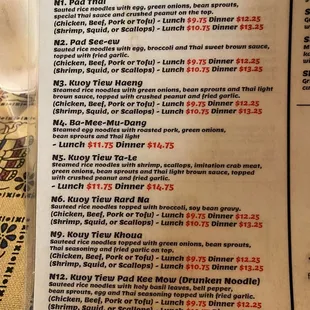 N1. Pad Thai
Sauted rice noodles with egg, green onions, bean sprouts,
special Thai sauce and crushed peanut on the top.
(Chicken, Beef, Pork or Tofu) - Lunch $9.75 Dinner $12.25
(Shrimp, Squid, or Scallops) - Lunch $10.75 Dinner $13.25
N2. Pad See-ew
Sauted rice noodles with egg, broccoli and Thai sweet brown sauce,
topped with fried garlic.
(Chicken, Beef, Pork or Tofu) - Lunch $9.75 Dinner $12.25
(Shrimp, Squid, or Scallops) - Lunch $10.75 Dinner $13.25
N3. Kuoy Tiew Haeng
Steamed rice noodles with green onions, bean sprouts and Thai light
brown sauce, topped with crushed peanut and fried garlic.
(Chicken, Beef, Pork or Tofu) - Lunch $9.75 Dinner $12.25
(Shrimp, Squid, or Scallops) - Lunch $10.75 Dinner $13.25
N4. Ba-Mee-Mu-Dang
Steamed egg noodles with roasted pork, green onions,
bean sprouts and Thai light
- Lunch $11.75 Dinner $14.75
N5. Kuoy Tiew Ta-Le
Steamed rice noodles with shrimp, scallops, imitation crab meat,
green onions, bean sprouts and Thai light brown sauce, topped
with crushed peanut and fried garlic.
- Lunch $11.75 Dinner $14.75
N6. Kuoy Tiew Rard Na
Sauteed rice noodles topped with broccoli, soy bean gravy.
(Chicken, Beef, Pork or Tofu) - Lunch $9.75 Dinner $12.25
(Shrimp, Squid, or Scallops) - Lunch $10.75 Dinner $13.25
N9. Kuoy Tiew Khoua
Sauteed rice noodles with green onions, bean sprouts,
Thai seasoning and fried garlic on top.
(Chicken, Beef, Pork or Tofu) - Lunch $9.75 Dinner $12.25
(Shrimp, Squid, or Scallops) - Lunch $10.75 Dinner $13.25
N12. Kuoy Tiew Pad Kee Mow (Drunken Noodle)
Sauteed rice noodles with holy basil leaves, bell pepper,
bean sprouts, egg and Thai seasoning topped with fried garlic.
(Chicken, Beef, Pork or Tofu) - Lunch $9.75 Dinner $12.25
(Shrimp, Squid, or Scallops) - Lunch $10.75 Dinner $13.25